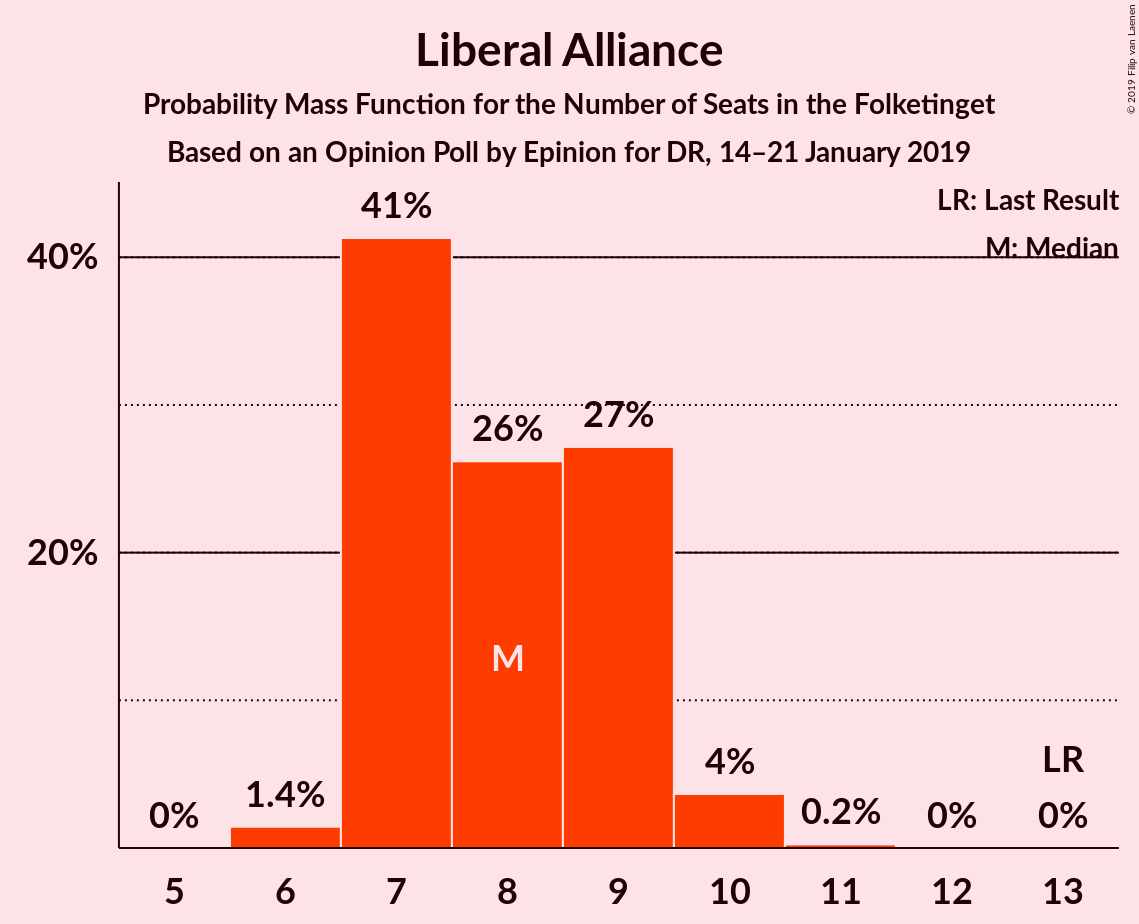 Liberal Alliance
Probability Mass Function for the Number of Seats in the Folketinget
Based on an Opinion Poll by Epinion for DR, 14–21 January 2019
© 2019 Filip van Laenen
LR: Last Result
M: Median
40%
20%
0%
1.4%
41%
26%
27%
4%
0.2%
0%
0%
M
LR
5 6 7 8 9 10 11 12 13